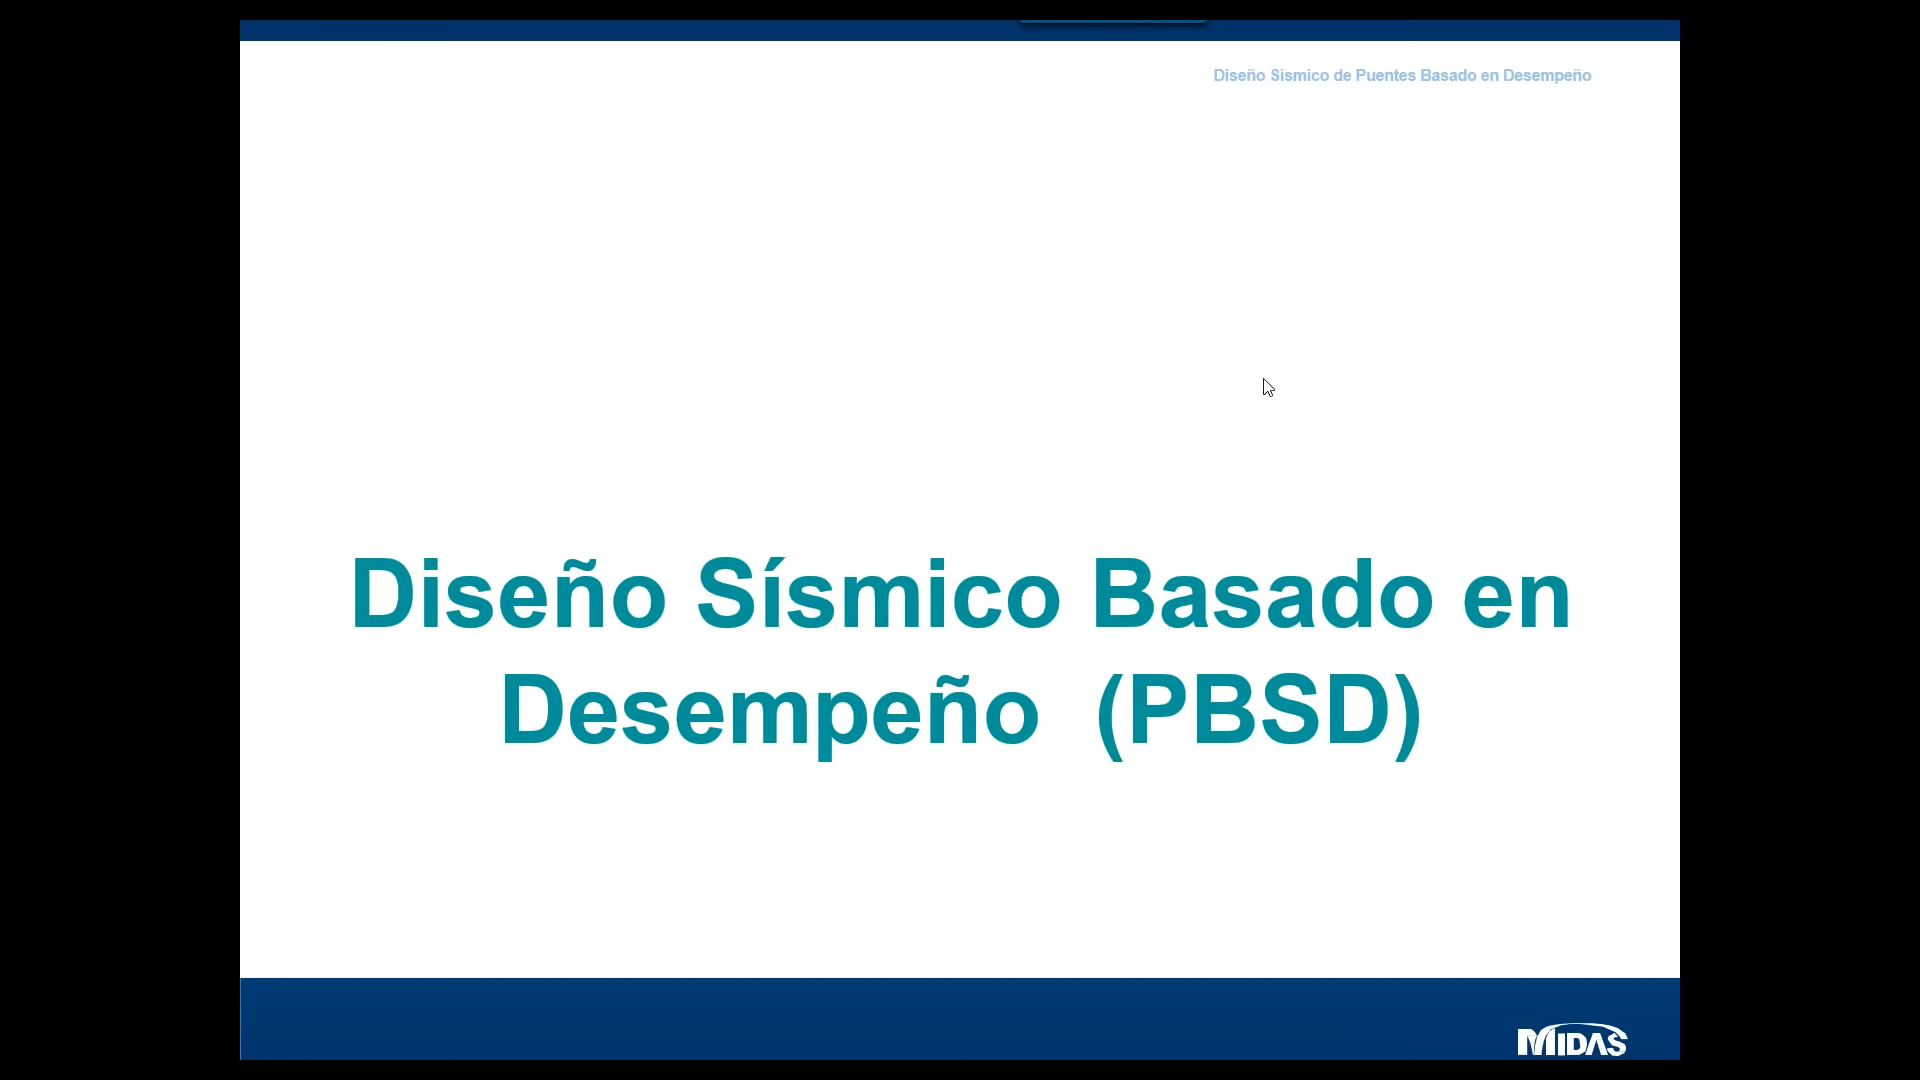 Diseño Sísmico de Puentes Basado en Desempeño
Diseño Sísmico Basado en
Desempeño (PBSD)
MIDAS